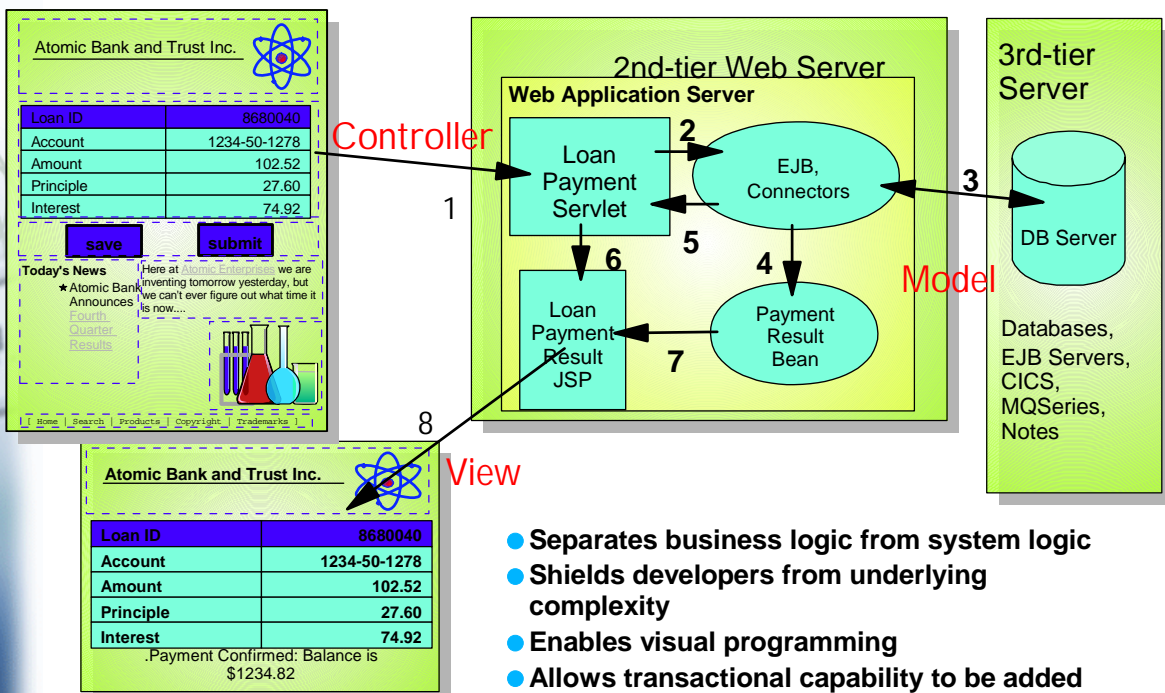 Atomic Bank and Trust Inc.
Loan ID 8680040
Account 1234-50-1278
Amount 102.52
Principle 27.60
Interest 74.92
save submit
Today's News
★Atomic Bank
Announces
Fourth
Quarter
Results
Here at Atomic Enterprises we are
inventing tomorrow yesterday, but
we can't ever figure out what time it
is now....
[ Home | Search | Products | Copyright | Trademarks ]
Controller
1
2nd-tier Web Server
Web Application Server
Loan
Payment
Servlet
2
EJB,
Connectors
5
6
4
Loan
Payment
Result
JSP
7
Payment
Result
Bean
3
Model
3rd-tier
Server
DB Server
Databases,
EJB Servers,
CICS,
MQSeries,
Notes
8
View
Atomic Bank and Trust Inc.
Loan ID 8680040
Account 1234-50-1278
Amount 102.52
Principle 27.60
Interest 74.92
.Payment Confirmed: Balance is
$1234.82
● Separates business logic from system logic
● Shields developers from underlying
complexity
● Enables visual programming
● Allows transactional capability to be added